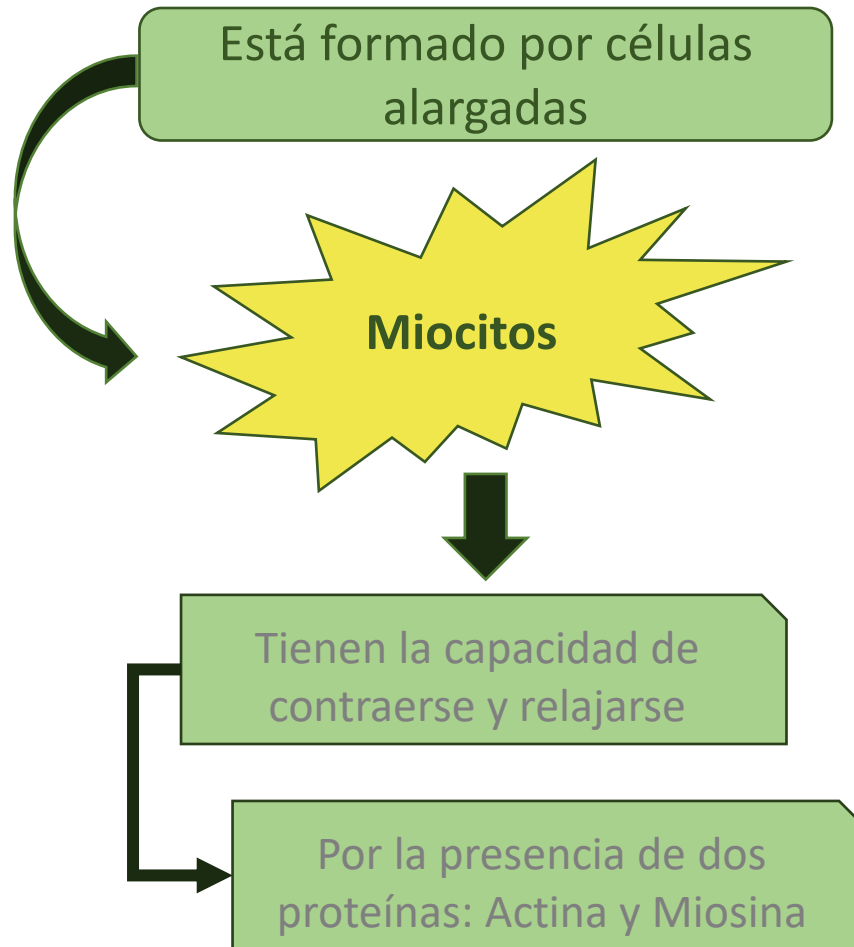 Está formado por células
alargadas
Miocitos
Tienen la capacidad de
contraerse y relajarse
Por la presencia de dos
proteínas: Actina y Miosina